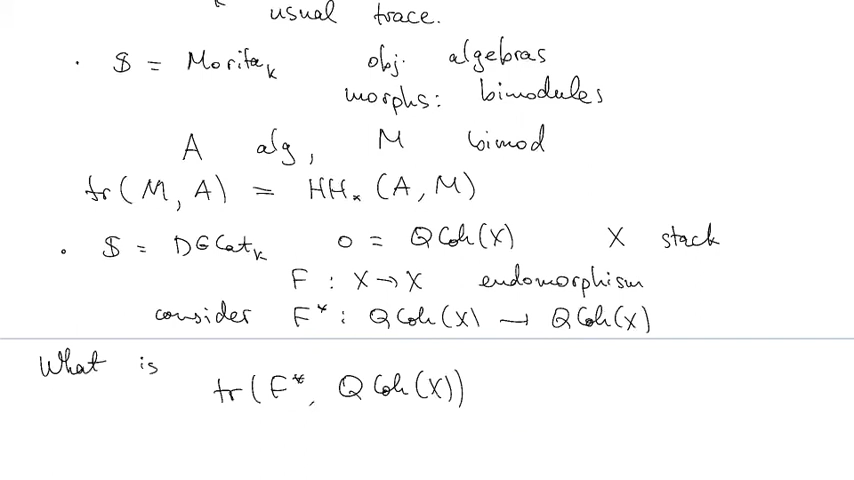 k usual trace.
· $ = Morita_k obj. algebras
morphs: bimodules
A alg, M bimod
tr(M, A) = HH_*(A, M)
· $ = DGCat_k o = QCoh(X) X stack
F : X → X endomorphism
consider F* : QCoh(X) → QCoh(X)
What is
tr(F*, QCoh(X))